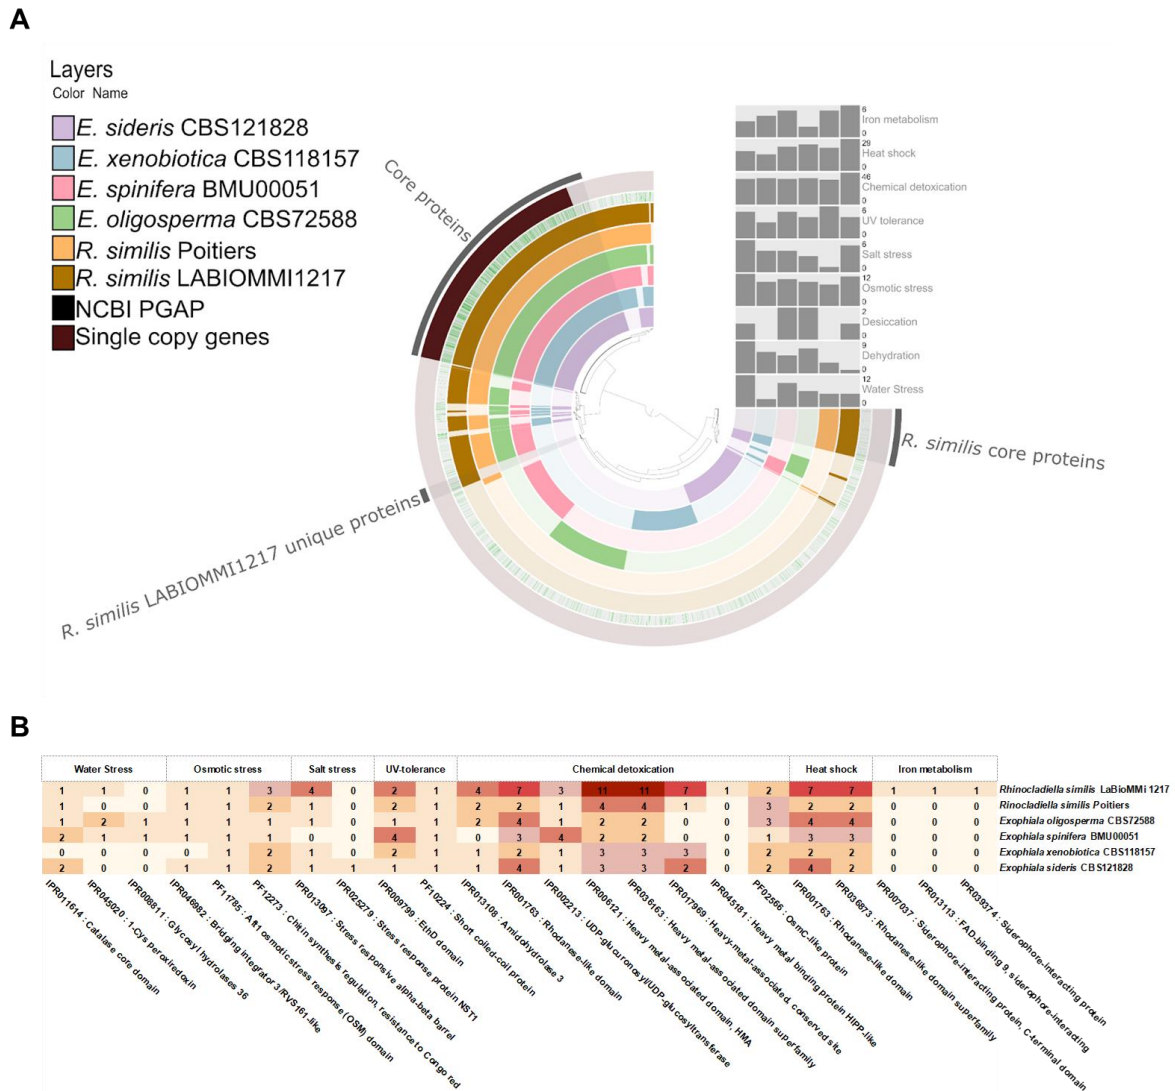 A
Layers
Color Name
E. sideris CBS121828
E. xenobiotica CBS118157
E. spinifera BMU00051
E. oligosperma CBS72588
R. similis Poitiers
R. similis LABIOMMI1217
NCBI PGAP
Single copy genes
Core proteins
6
Iron metabolism
0
28
Heat shock
0
46
Chemical detoxication
0
6
UV tolerance
0
6
Salt stress
0
12
Osmotic stress
0
2
Desiccation
0
9
Dehydration
0
12
Water Stress
0
R. similis core proteins
R. similis LABIOMMI1217 unique proteins
B
Water Stress Osmotic stress Salt stress UV-tolerance Chemical detoxication Heat shock Iron metabolism
1 1 0 1 1 3 4 0 2 1 4 7 3 11 11 7 1 2 7 7 1 1 1 Rhinocladiella similis LaBioMMi 1217
1 0 0 1 1 2 1 0 2 1 2 2 1 4 4 1 0 3 2 2 0 0 0 Rinocladiella similis Poitiers
1 2 1 1 1 2 1 0 1 1 2 4 1 2 2 0 0 3 4 4 0 0 0 Exophiala oligosperma CBS72588
2 1 1 1 1 1 0 0 4 1 0 3 4 2 2 0 0 1 3 3 0 0 0 Exophiala spinifera BMU00051
0 0 0 0 1 2 1 0 2 1 1 2 1 3 3 3 0 2 2 2 0 0 0 Exophiala xenobiotica CBS118157
2 0 0 1 1 1 1 1 1 0 1 4 1 3 3 2 0 2 4 2 0 0 0 Exophiala sideris CBS121828
IPR011614 : Catalase core domain
IPR045020 : 1-Cys peroxiredoxin
IPR008811 : Glycosyl hydrolases 36
IPR046982 : Bridging integrator 3/RVS161-like
PF11785 : Aft1 osmotic stress response (OSM) domain
PF12273 : Chitin synthesis regulation, resistance to Congo red
IPR013097 : Stress responsive alpha-beta barrel
IPR025279 : Stress response protein NST1
IPR009799 : EthD domain
PF10224 : Short coiled-coil protein
IPR013108 : Amidohydrolase 3
IPR001763 : Rhodanese-like domain
IPR002213 : UDP-glucuronosyl/UDP-glucosyltransferase
IPR006121 : Heavy metal-associated domain, HMA
IPR036163 : Heavy metal-associated domain superfamily
IPR017969 : Heavy-metal-associated, conserved site
IPR045181 : Heavy metal binding protein HIPP-like
PF02566 : OsmC-like protein
IPR001763 : Rhodanese-like domain
IPR036873 : Rhodanese-like domain superfamily
IPR007037 : Siderophore-interacting protein, C-terminal domain
IPR013113 : FAD-binding 9, siderophore-interacting
IPR039374 : Siderophore-interacting protein